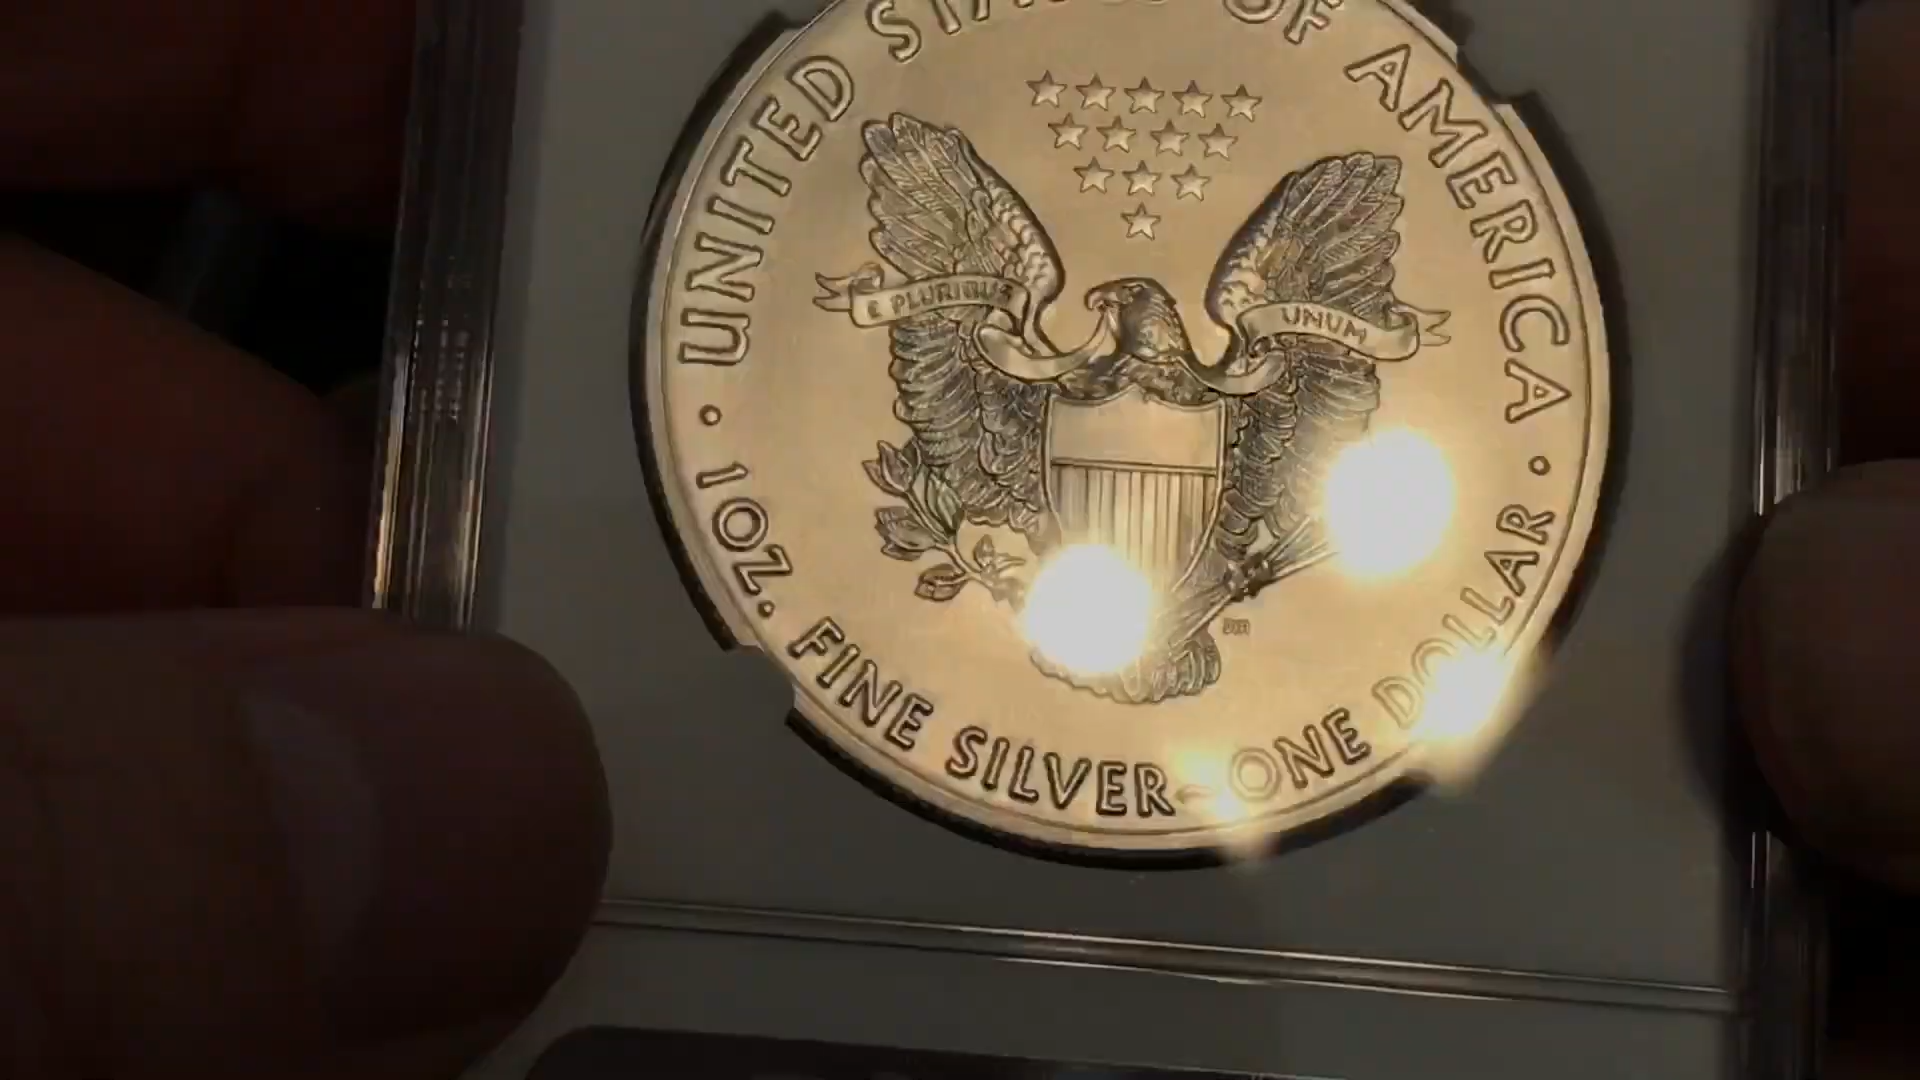 UNITED STATES OF AMERICA
E PLURIBUS UNUM
1 OZ. FINE SILVER~ONE DOLLAR